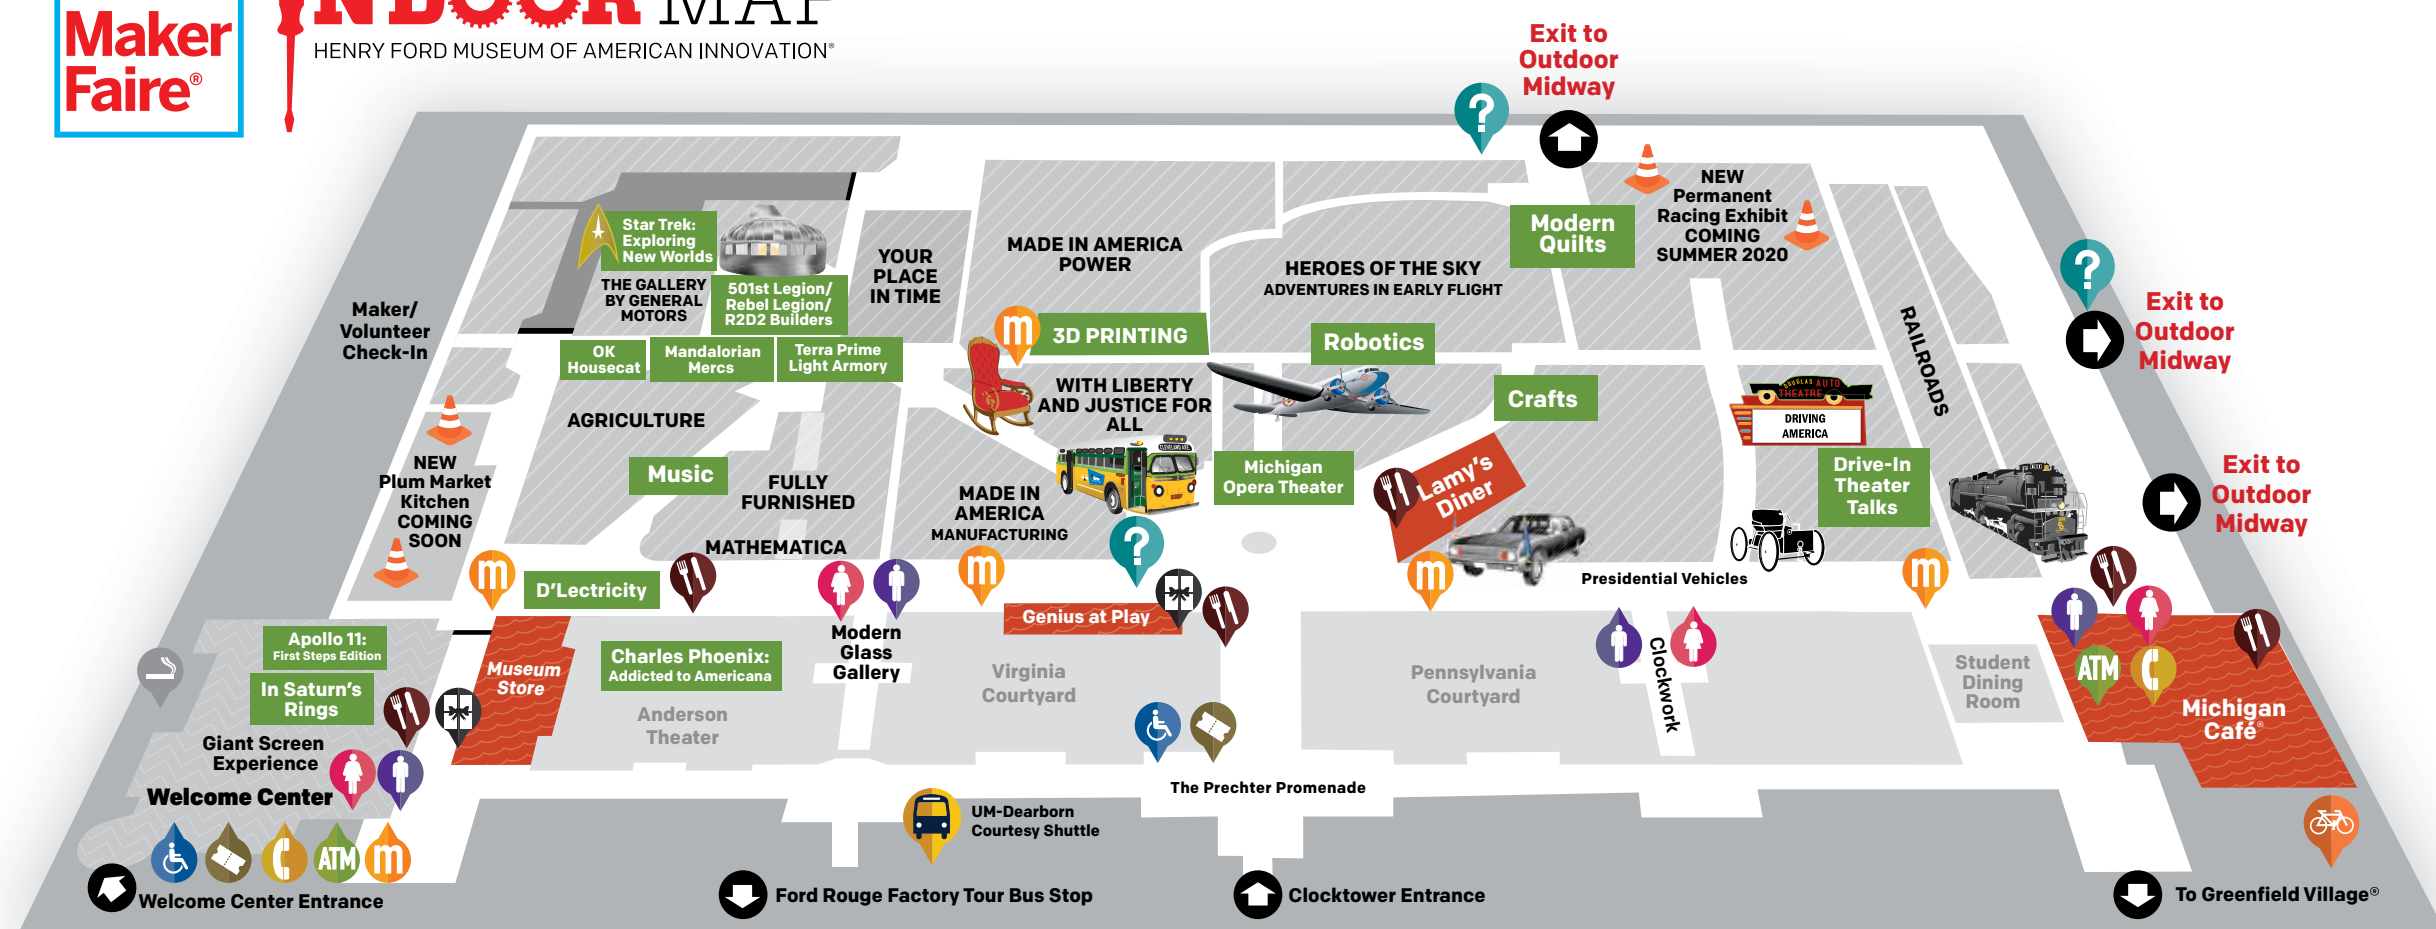 Maker
Faire®
INDOOR MAP
HENRY FORD MUSEUM OF AMERICAN INNOVATION®
Exit to
Outdoor
Midway
?
Star Trek:
Exploring
New Worlds
THE GALLERY
BY GENERAL
MOTORS
501st Legion/
Rebel Legion/
R2D2 Builders
YOUR
PLACE
IN TIME
MADE IN AMERICA
POWER
HEROES OF THE SKY
ADVENTURES IN EARLY FLIGHT
Modern
Quilts
NEW
Permanent
Racing Exhibit
COMING
SUMMER 2020
?
Exit to
Outdoor
Midway
Maker/
Volunteer
Check-In
OK
Housecat
Mandalorian
Mercs
Terra Prime
Light Armory
m
3D PRINTING
Robotics
RAILROADS
AGRICULTURE
WITH LIBERTY
AND JUSTICE FOR
ALL
Crafts
DOUGLAS AUTO
THEATRE
DRIVING
AMERICA
NEW
Plum Market
Kitchen
COMING
SOON
Music
FULLY
FURNISHED
MADE IN
AMERICA
MANUFACTURING
CLEVELAND AVE
Michigan
Opera Theater
Lamy's
Diner
Drive-In
Theater
Talks
Exit to
Outdoor
Midway
MATHEMATICA
m
D'Lectricity
m
?
m
Presidential Vehicles
m
Genius at Play
Apollo 11:
First Steps Edition
In Saturn's
Rings
Museum
Store
Charles Phoenix:
Addicted to Americana
Anderson
Theater
Modern
Glass
Gallery
Virginia
Courtyard
Pennsylvania
Courtyard
Clockwork
Student
Dining
Room
ATM
Michigan
Café®
Giant Screen
Experience
Welcome Center
The Prechter Promenade
UM-Dearborn
Courtesy Shuttle
ATM
m
Welcome Center Entrance
Ford Rouge Factory Tour Bus Stop
Clocktower Entrance
To Greenfield Village®